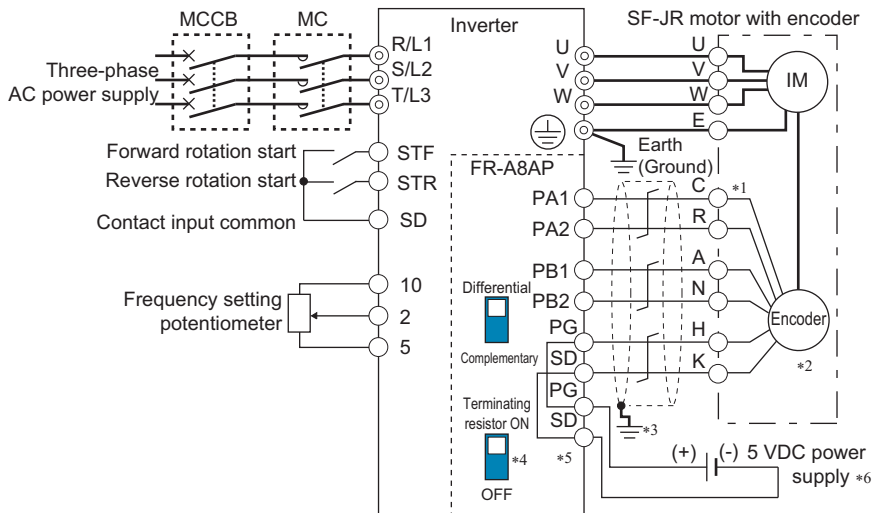 MCCB
MC
Inverter
SF-JR motor with encoder
Three-phase
AC power supply
R/L1
S/L2
T/L3
U
V
W
U
V
W
E
IM
Earth
(Ground)
Forward rotation start
Reverse rotation start
Contact input common
STF
STR
SD
FR-A8AP
PA1
PA2
PB1
PB2
PG
SD
PG
SD
C
*1
R
A
N
H
K
Encoder
*2
Frequency setting
potentiometer
10
2
5
Differential
Complementary
Terminating
resistor ON
*4
OFF
*5
*3
(+)
(-)
5 VDC power
supply *6